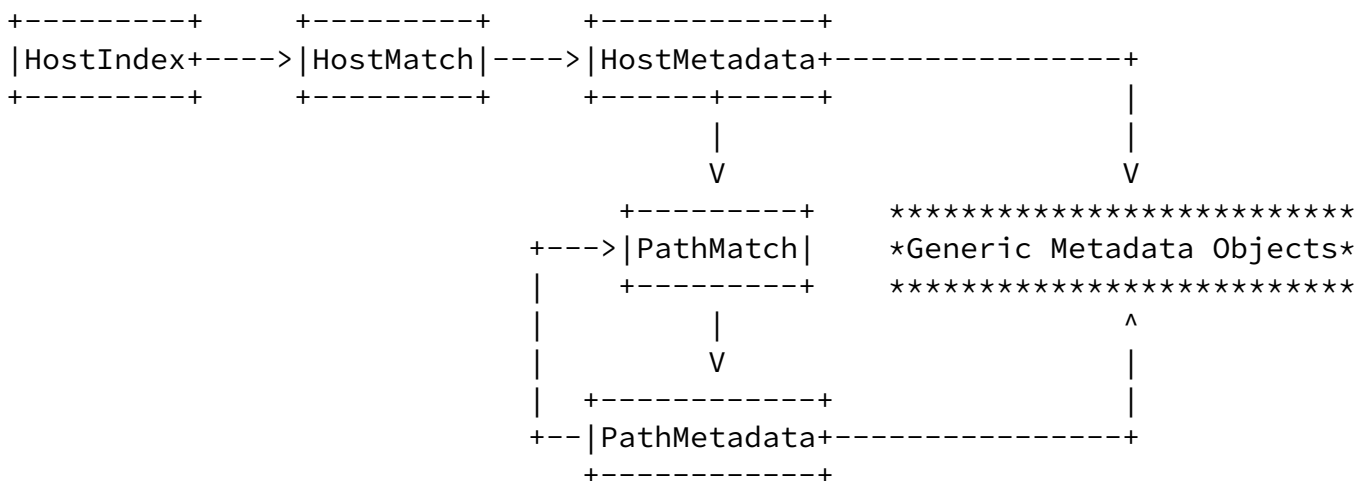 +---------+     +---------+     +------------+
|HostIndex+---->|HostMatch|---->|HostMetadata+----------------+
+---------+     +---------+     +------+-----+                |
                                       |                      |
                                       V                      V
                                  +---------+    **************************
                             +--->|PathMatch|    *Generic Metadata Objects*
                             |    +---------+    **************************
                             |         |                      ^
                             |         V                      |
                             |  +------------+                |
                             +--|PathMetadata+----------------+
                                +------------+